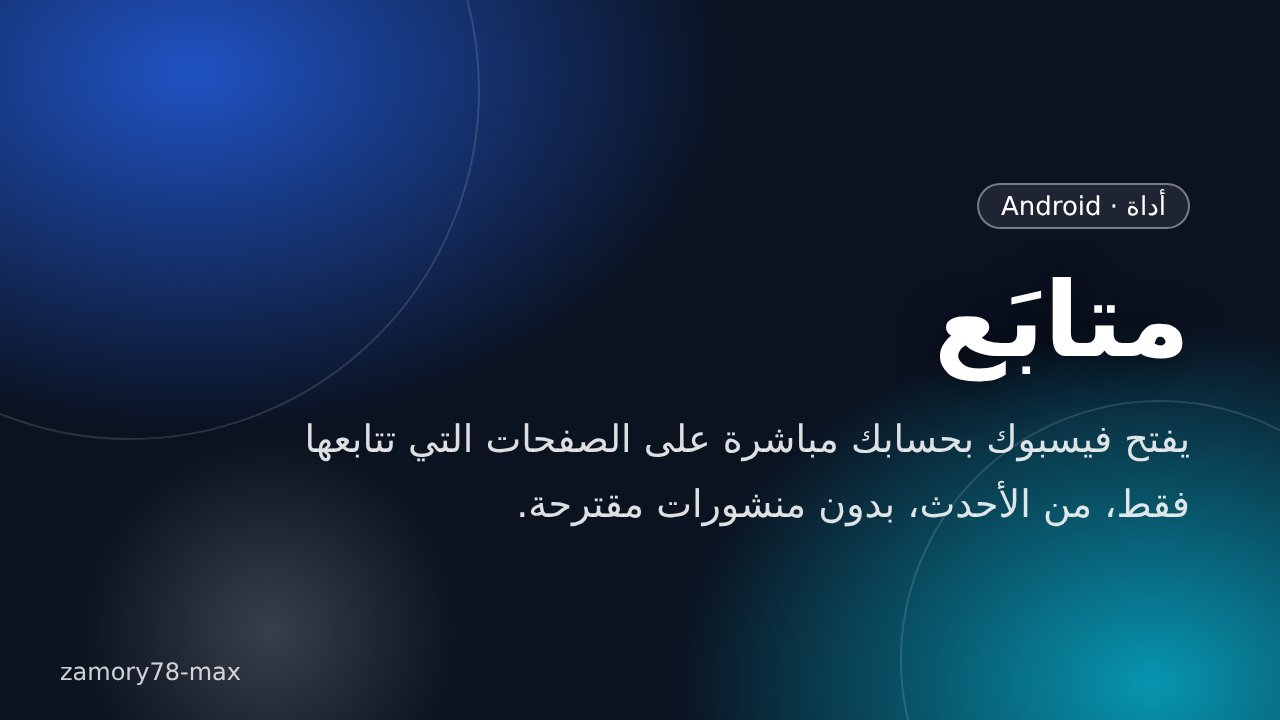 أداة · Android
متابَع
يفتح فيسبوك بحسابك مباشرة على الصفحات التي تتابعها
فقط، من الأحدث، بدون منشورات مقترحة.
zamory78-max